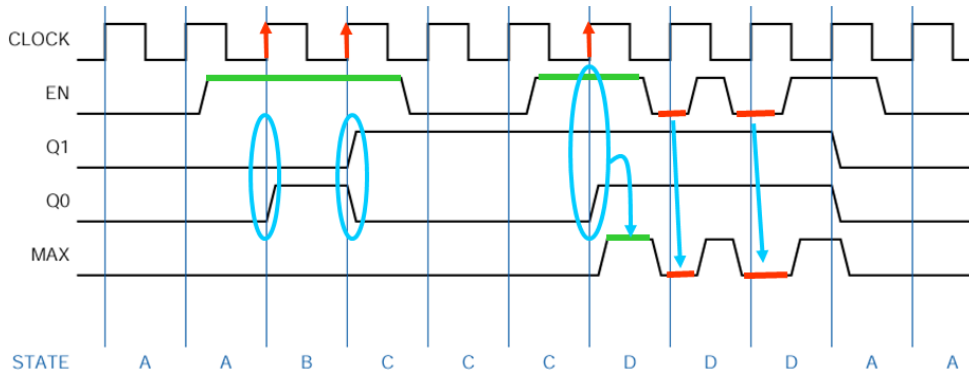 CLOCK
EN
Q1
Q0
MAX
STATE A A B C C C D D D A A